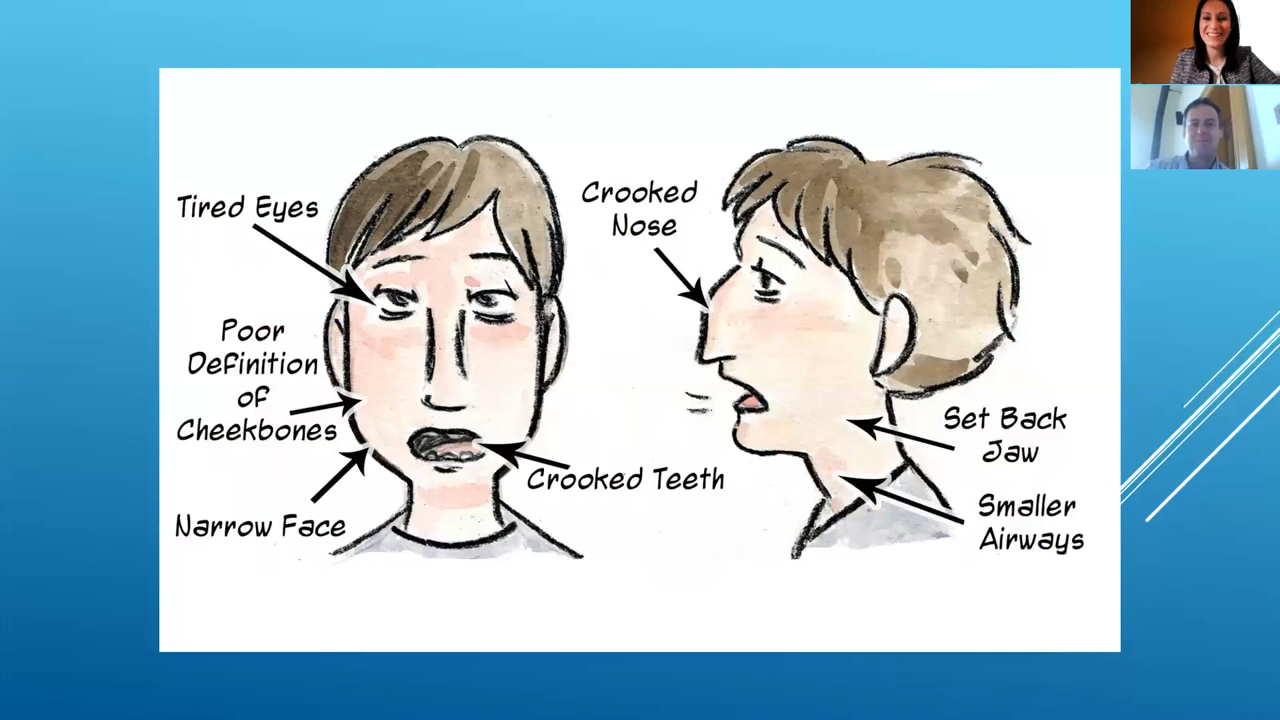 Tired Eyes
Poor
Definition
of
Cheekbones
Narrow Face
Crooked Teeth
Crooked
Nose
Set Back
Jaw
Smaller
Airways